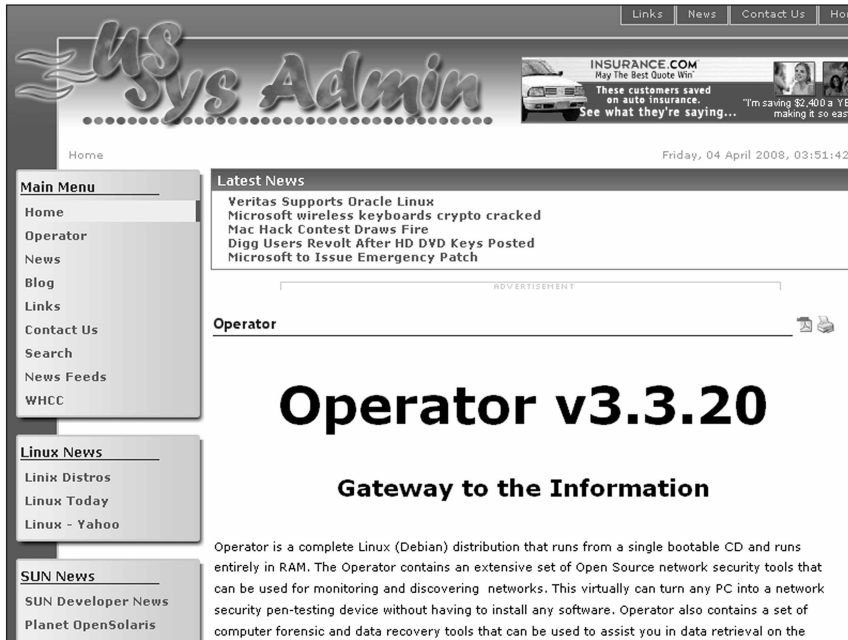 Links News Contact Us
us
Sys Admin
INSURANCE.COM
May The Best Quote Win
These customers saved
on auto insurance.
See what they're saying...
"I'm saving $2,400 a
making it so
Home
Friday, 04 April 2008, 03:51:42
Main Menu
Home
Operator
News
Blog
Links
Contact Us
Search
News Feeds
WHCC
Linux News
Linix Distros
Linux Today
Linux - Yahoo
SUN News
SUN Developer News
Planet OpenSolaris
Latest News
Veritas Supports Oracle Linux
Microsoft wireless keyboards crypto cracked
Mac Hack Contest Draws Fire
Digg Users Revolt After HD DVD Keys Posted
Microsoft to Issue Emergency Patch
ADVERTISEMENT
Operator
Operator v3.3.20
Gateway to the Information
Operator is a complete Linux (Debian) distribution that runs from a single bootable CD and runs
entirely in RAM. The Operator contains an extensive set of Open Source network security tools that
can be used for monitoring and discovering networks. This virtually can turn any PC into a network
security pen-testing device without having to install any software. Operator also contains a set of
computer forensic and data recovery tools that can be used to assist you in data retrieval on the